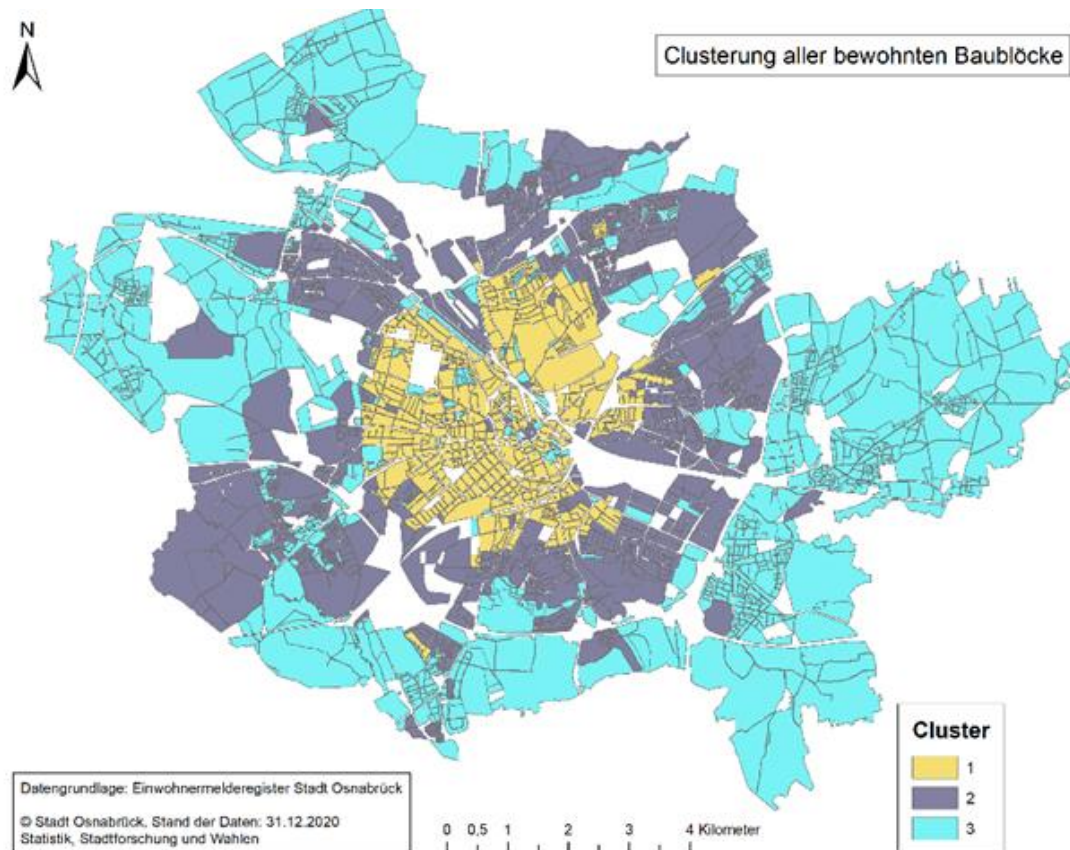 N
Clusterung aller bewohnten Baublöcke
Cluster
1
2
3
Datengrundlage: Einwohnermelderegister Stadt Osnabrück
© Stadt Osnabrück, Stand der Daten: 31.12.2020
Statistik, Stadtforschung und Wahlen
0 0,5 1 2 3 4 Kilometer